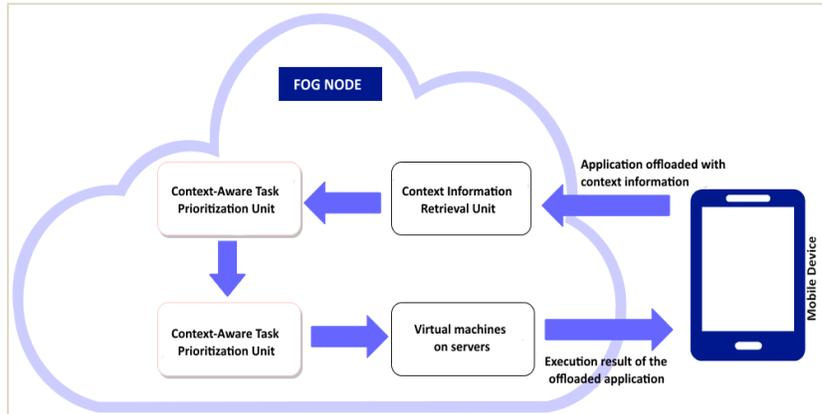 FOG NODE
Application offloaded with
context information
Context-Aware Task
Prioritization Unit
Context Information
Retrieval Unit
Mobile Device
Context-Aware Task
Prioritization Unit
Virtual machines
on servers
Execution result of the
offloaded application